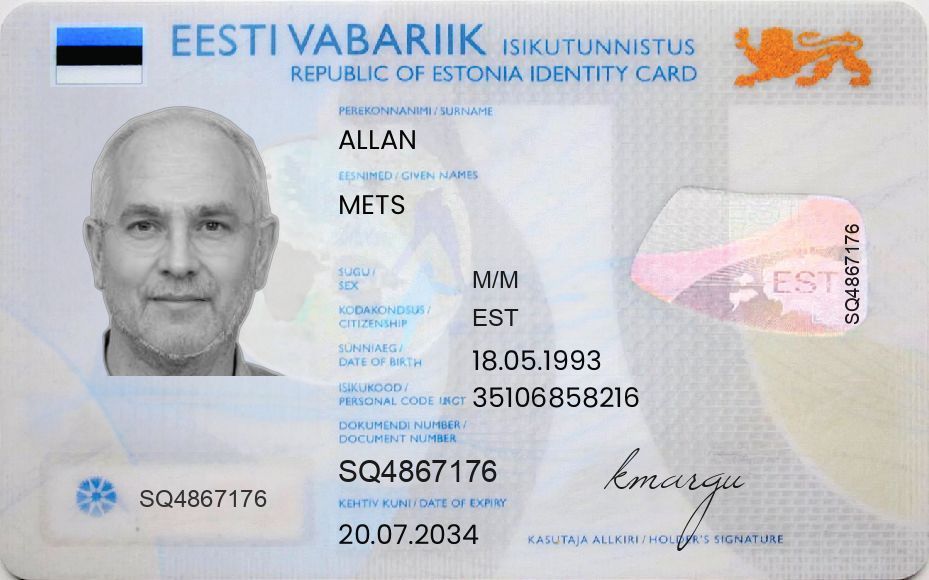 EESTI VABARIIK ISIKUTUNNISTUS
REPUBLIC OF ESTONIA IDENTITY CARD
PEREKONNANIMI / SURNAME
ALLAN
EESNIMED / GIVEN NAMES
METS
SUGU /
SEX
M/M
KODAKONDSUS /
CITIZENSHIP
EST
SÜNNIAEG /
DATE OF BIRTH
18.05.1993
ISIKUKOOD /
PERSONAL CODE
35106858216
DOKUMENDI NUMBER /
DOCUMENT NUMBER
SQ4867176
KEHTIV KUNI / DATE OF EXPIRY
20.07.2034
SQ4867176
EST
SQ4867176
kmargu
KASUTAJA ALLKIRI / HOLDER'S SIGNATURE